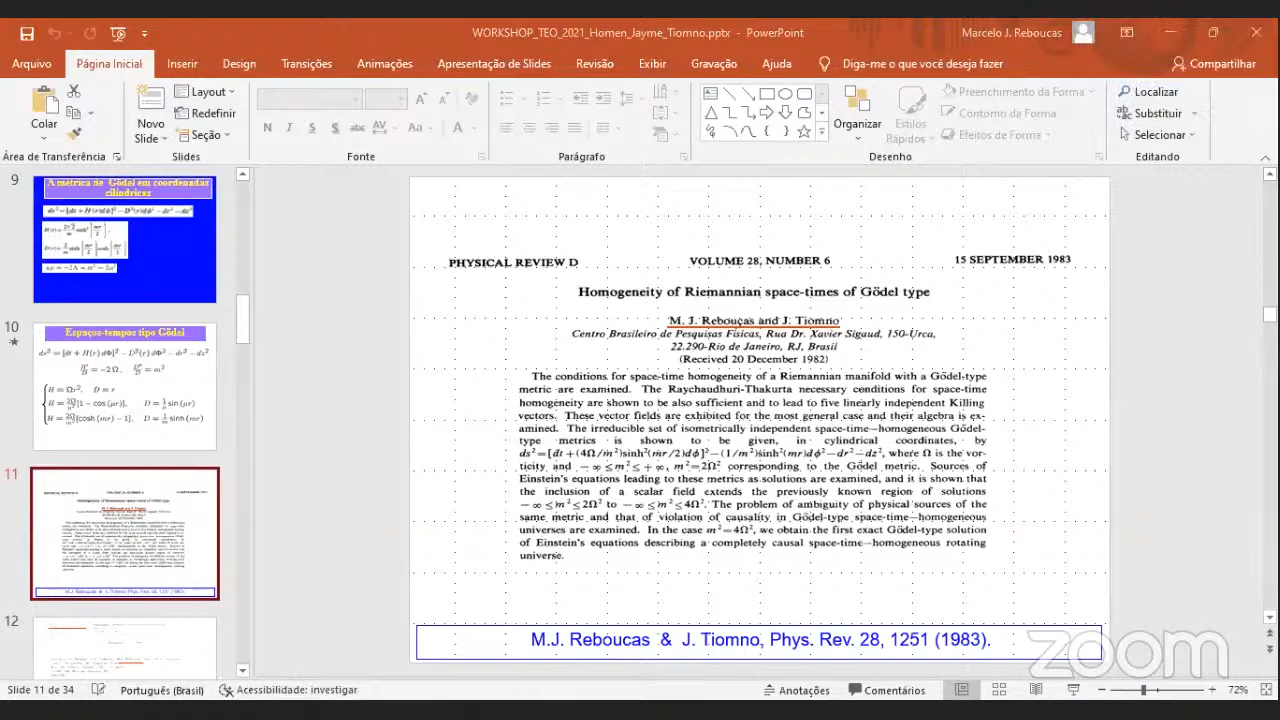 WORKSHOP_TEO_2021_Homen_Jayme_Tiomno.pptx - PowerPoint
Marcelo J. Reboucas
Arquivo
Página Inicial
Inserir
Design
Transições
Animações
Apresentação de Slides
Revisão
Exibir
Gravação
Ajuda
Diga-me o que você deseja fazer
Compartilhar
Colar
Novo
Slide
Layout
Redefinir
Seção
Organizar
Estilos
Rápidos
Preenchimento da Forma
Contorno da Forma
Efeitos de Forma
Localizar
Substituir
Selecionar
Área de Transferência
Slides
Fonte
Parágrafo
Desenho
Editando
9
A métrica de Gödel em coordenadas
cilíndricas
10
Espaços-tempos tipo Gödel
11
12
PHYSICAL REVIEW D
VOLUME 28, NUMBER 6
15 SEPTEMBER 1983
Homogeneity of Riemannian space-times of Gödel type
M. J. Rebouças and J. Tiomno
Centro Brasileiro de Pesquisas Físicas, Rua Dr. Xavier Sigaud, 150-Urca,
22.290-Rio de Janeiro, RJ, Brasil
(Received 20 December 1982)
The conditions for space-time homogeneity of a Riemannian manifold with a Gödel-type
metric are examined. The Raychaudhuri-Thakurta necessary conditions for space-time
homogeneity are shown to be also sufficient and to lead to five linearly independent Killing
vectors. These vector fields are exhibited for the most general case and their algebra is ex-
amined. The irreducible set of isometrically independent space-time—homogeneous Gödel-
type metrics is shown to be given, in cylindrical coordinates, by
ds²=[dt+(4Ω/m²)sinh²(mr/2)dϕ]²−(1/m²)sinh²(mr)dϕ²−dr²−dz², where Ω is the vor-
ticity and −∞≤m²≤+∞, m²=2Ω² corresponding to the Gödel metric. Sources of
Einstein's equations leading to these metrics as solutions are examined, and it is shown that
the inclusion of a scalar field extends the previously known region of solutions
−∞≤m²≤2Ω² to −∞≤m²≤4Ω². The problem of ambiguity of physical sources of the
same metric and that of violation of causality in Gödel-type space-time—homogeneous
universes are examined. In the case m²=4Ω², we obtain the first exact Gödel-type solution
of Einstein's equations describing a completely causal space-time—homogeneous rotating
universe.
M.J. Reboucas & J. Tiomno, Phys. Rev. 28, 1251 (1983).
zoom
Slide 11 de 34
Português (Brasil)
Acessibilidade: investigar
Anotações
Comentários
72%